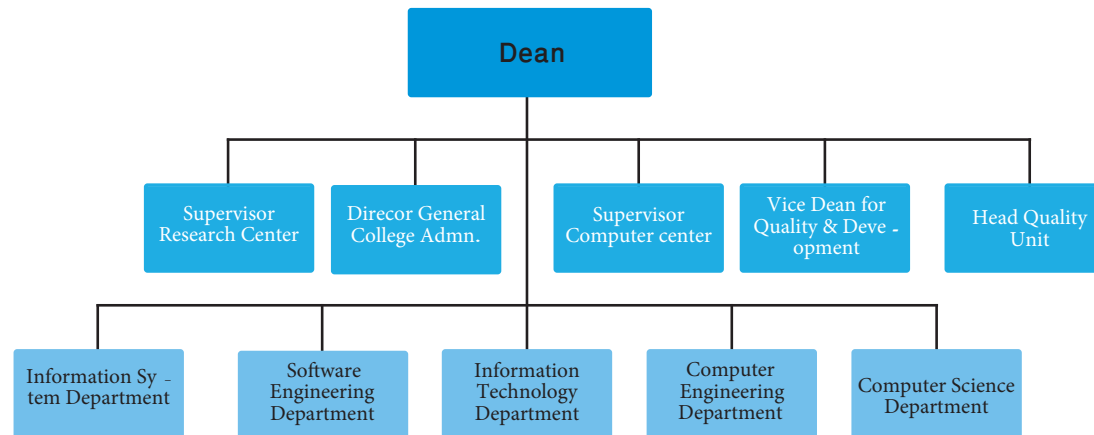 Dean
Supervisor
Research Center
Direcor General
College Admn.
Supervisor
Computer center
Vice Dean for
Quality & Deve -
opment
Head Quality
Unit
Information Sy -
tem Department
Software
Engineering
Department
Information
Technology
Department
Computer
Engineering
Department
Computer Science
Department